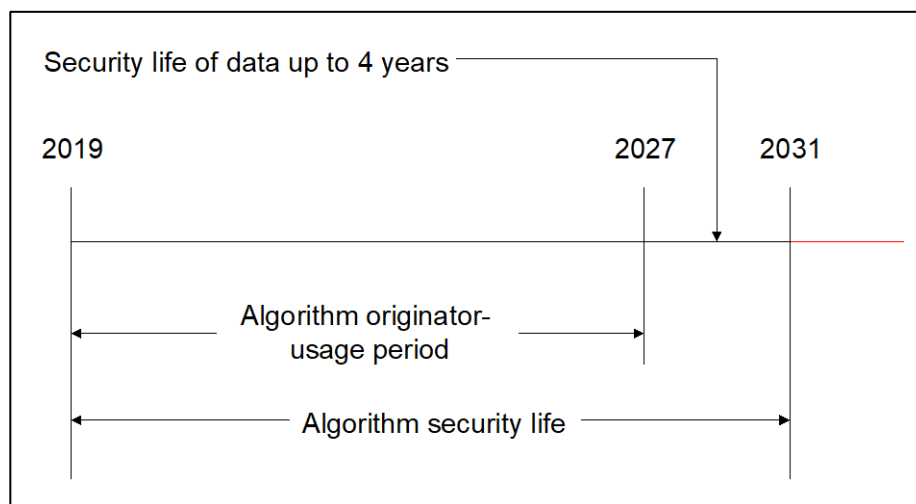 Security life of data up to 4 years
2019
2027
2031
Algorithm originator-
usage period
Algorithm security life